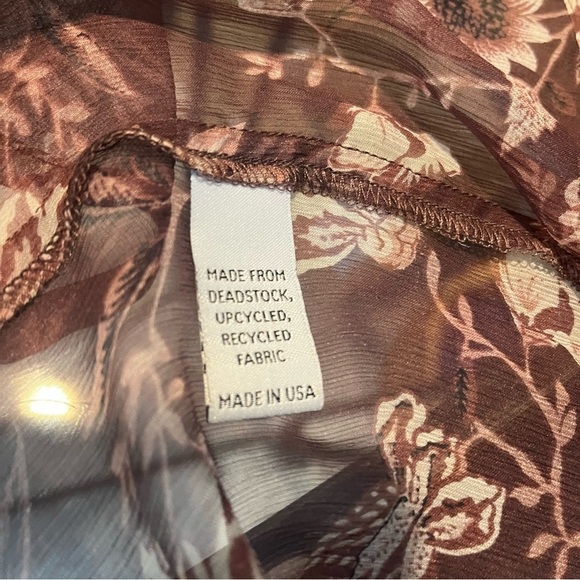 MADE FROM
DEADSTOCK,
UPCYCLED,
RECYCLED
FABRIC
MADE IN USA